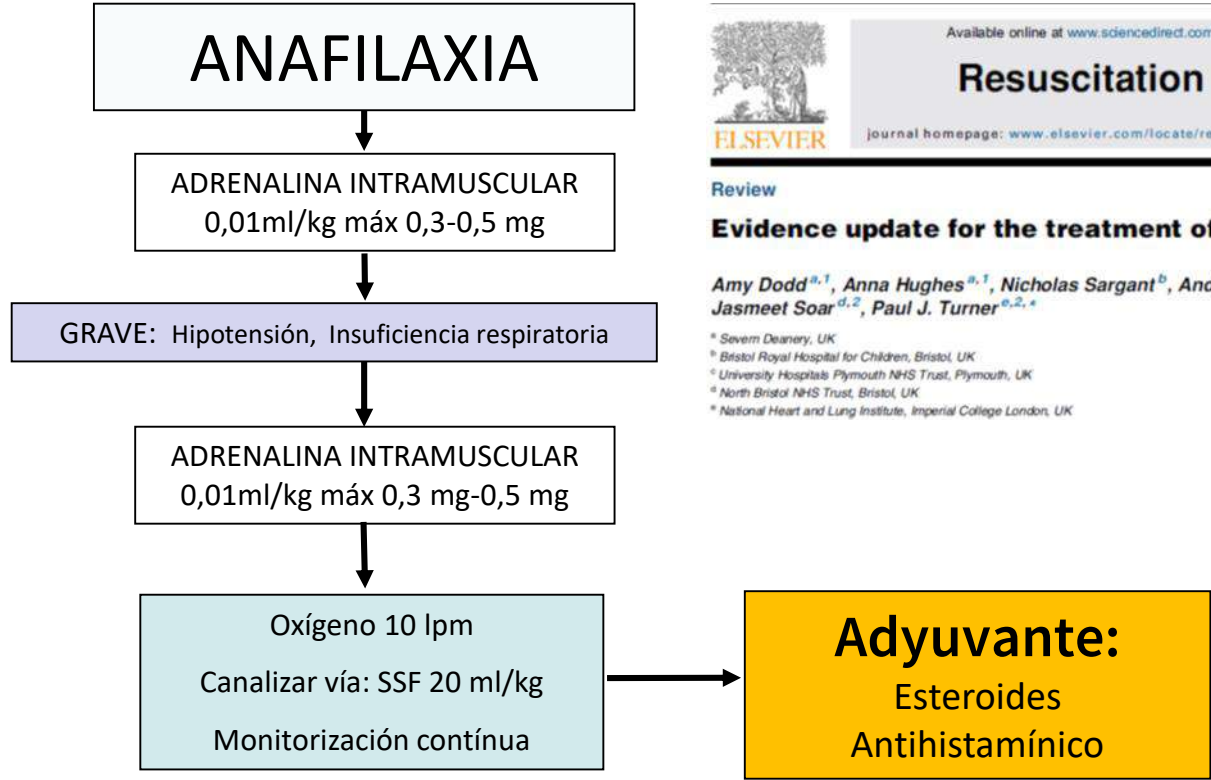 ANAFILAXIA
ADRENALINA INTRAMUSCULAR
0,01ml/kg máx 0,3-0,5 mg
GRAVE: Hipotensión, Insuficiencia respiratoria
ADRENALINA INTRAMUSCULAR
0,01ml/kg máx 0,3 mg-0,5 mg
Oxígeno 10 lpm
Canalizar vía: SSF 20 ml/kg
Monitorización contínua
Adyuvante:
Esteroides
Antihistamínico
Available online at www.sciencedirect.com
Resuscitation
ELSEVIER
journal homepage: www.elsevier.com/locate/re
Review
Evidence update for the treatment of
Amy Dodd a,1, Anna Hughes a,1, Nicholas Sargant b, And
Jasmeet Soar d,2, Paul J. Turner e,2,*
a Severn Deanery, UK
b Bristol Royal Hospital for Children, Bristol, UK
c University Hospitals Plymouth NHS Trust, Plymouth, UK
d North Bristol NHS Trust, Bristol, UK
e National Heart and Lung Institute, Imperial College London, UK